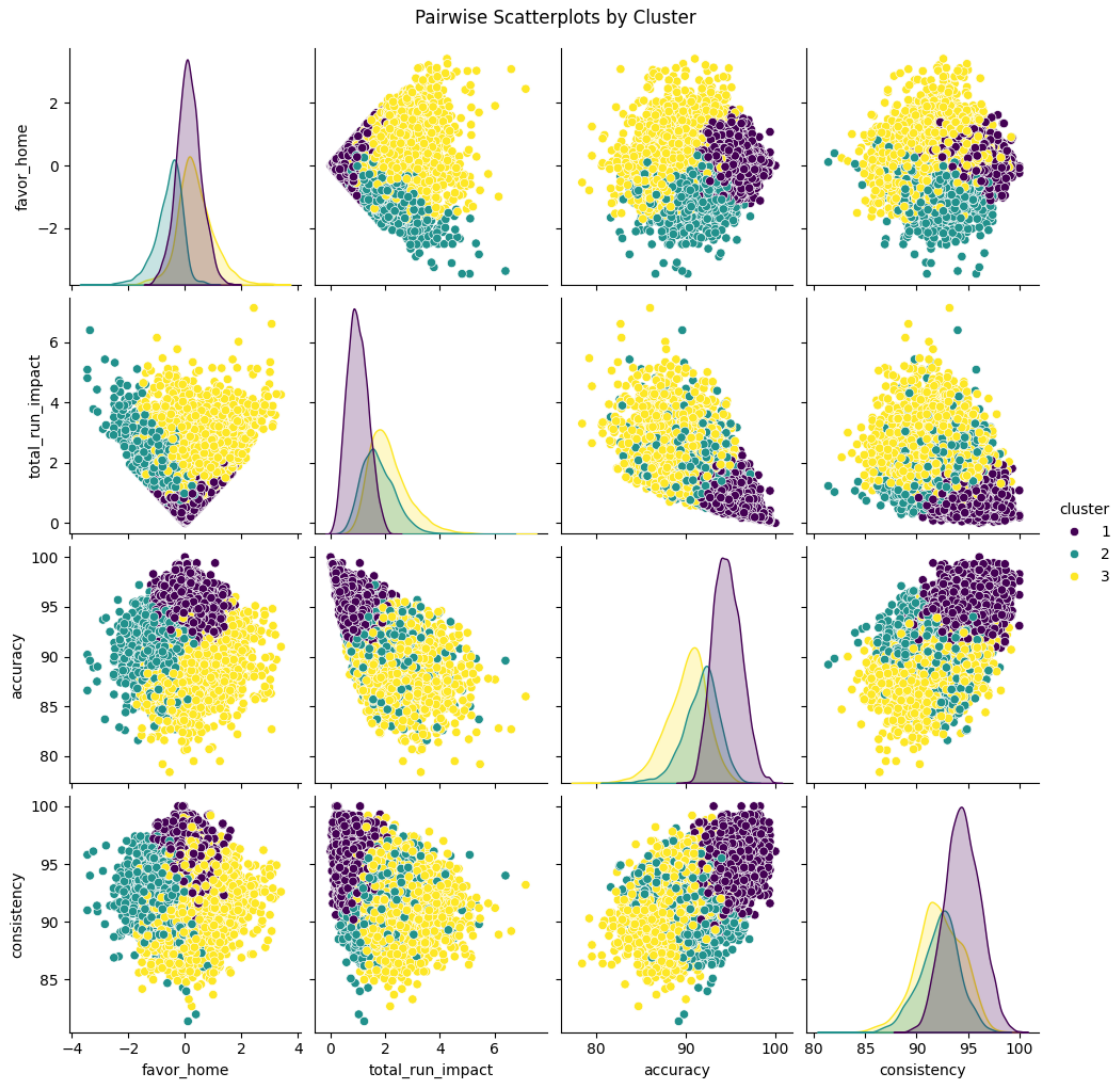 Pairwise Scatterplots by Cluster
favor_home
2
0
−2
total_run_impact
6
4
2
0
accuracy
100
95
90
85
80
consistency
100
95
90
85
−4 −2 0 2 4
0 2 4 6
80 90 100
80 85 90 95 100
favor_home total_run_impact accuracy consistency
cluster
1
2
3